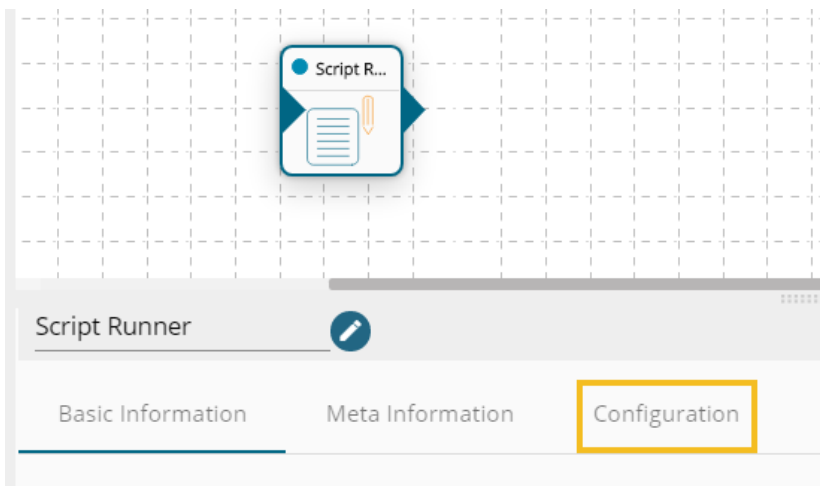 Script R...
Script Runner
Basic Information Meta Information Configuration